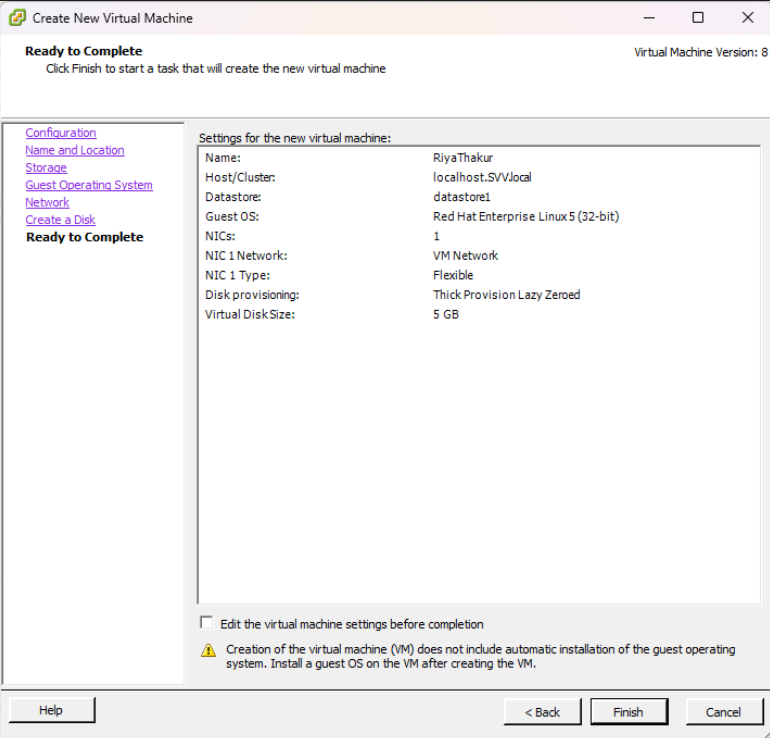 Create New Virtual Machine
Ready to Complete
Click Finish to start a task that will create the new virtual machine
Virtual Machine Version: 8
Configuration
Name and Location
Storage
Guest Operating System
Network
Create a Disk
Ready to Complete
Settings for the new virtual machine:
Name: RiyaThakur
Host/Cluster: localhost.SVV.local
Datastore: datastore1
Guest OS: Red Hat Enterprise Linux 5 (32-bit)
NICs: 1
NIC 1 Network: VM Network
NIC 1 Type: Flexible
Disk provisioning: Thick Provision Lazy Zeroed
Virtual Disk Size: 5 GB
Edit the virtual machine settings before completion
Creation of the virtual machine (VM) does not include automatic installation of the guest operating
system. Install a guest OS on the VM after creating the VM.
Help
< Back
Finish
Cancel